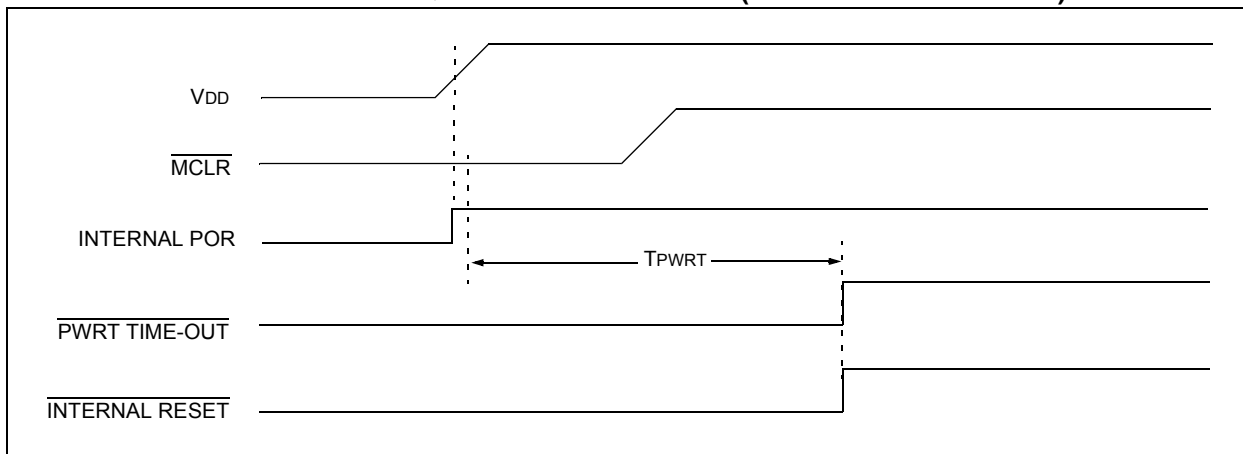 VDD
MCLR
INTERNAL POR
TPWRT
PWRT TIME-OUT
INTERNAL RESET